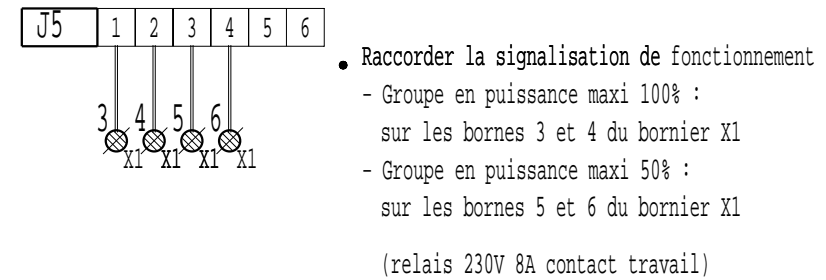 J5 1 2 3 4 5 6
3 4 5 6
X1 X1 X1 X1
• Raccorder la signalisation de fonctionnement
- Groupe en puissance maxi 100% :
sur les bornes 3 et 4 du bornier X1
- Groupe en puissance maxi 50% :
sur les bornes 5 et 6 du bornier X1
(relais 230V 8A contact travail)